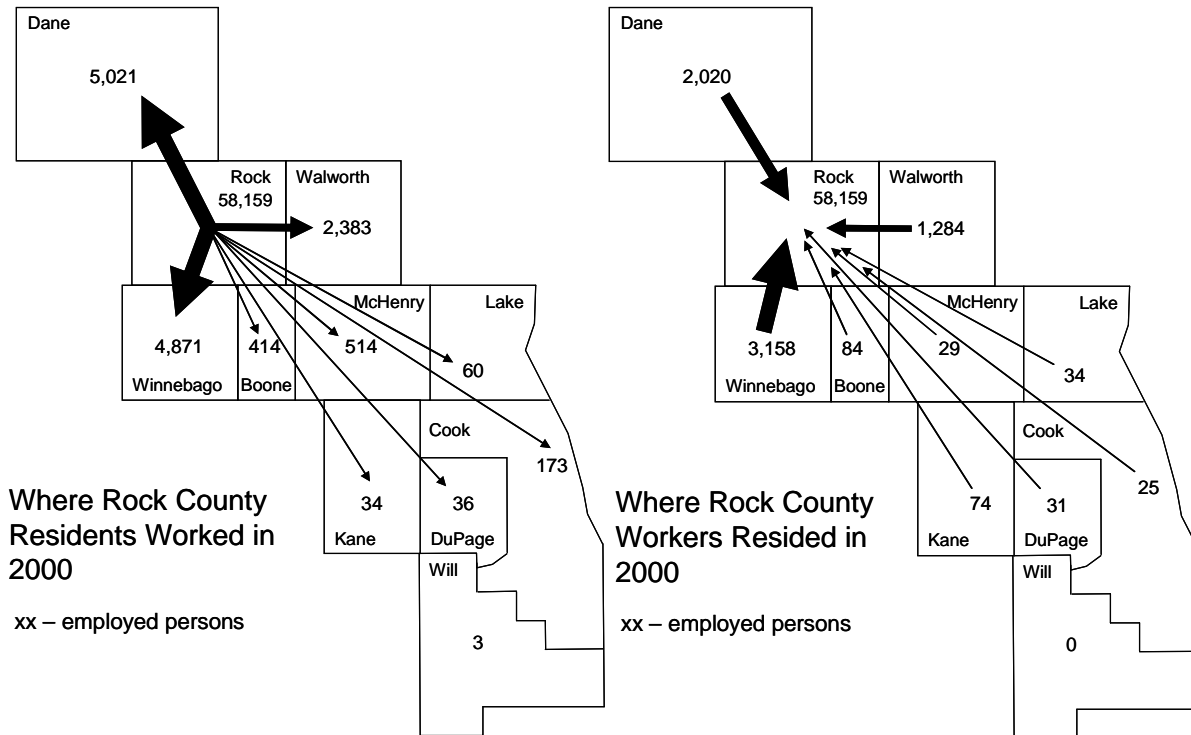 Dane
5,021
Rock
58,159
Walworth
2,383
McHenry
Lake
4,871
414
514
60
Winnebago
Boone
Cook
173
34
36
Kane
DuPage
Will
3
Where Rock County
Residents Worked in
2000
xx – employed persons
Dane
2,020
Rock
58,159
Walworth
1,284
McHenry
Lake
3,158
84
29
34
Winnebago
Boone
Cook
25
74
31
Kane
DuPage
Will
0
Where Rock County
Workers Resided in
2000
xx – employed persons